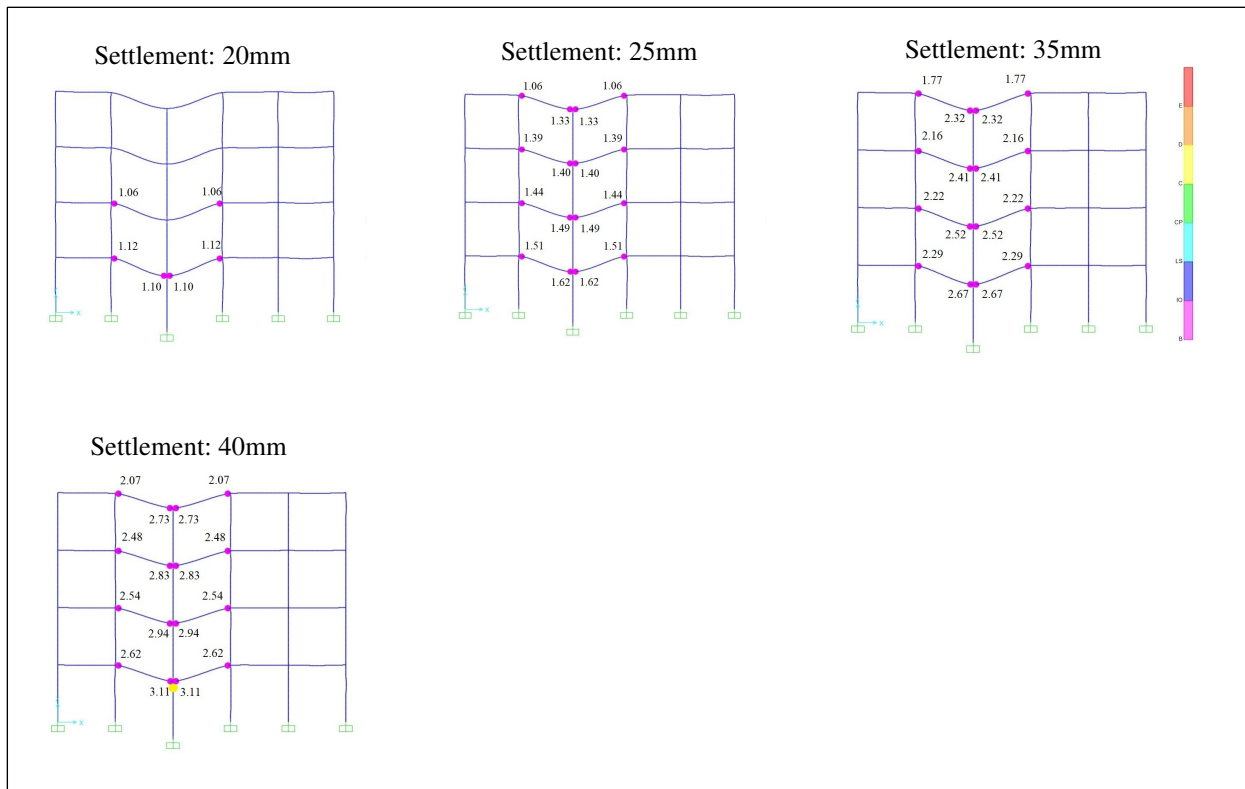 Settlement: 20mm
1.06 1.06
1.12 1.12
1.10 1.10
X
Settlement: 25mm
1.06 1.06
1.33 1.33
1.39 1.39
1.40 1.40
1.44 1.44
1.49 1.49
1.51 1.51
1.62 1.62
X
Settlement: 35mm
1.77 1.77
2.32 2.32
2.16 2.16
2.41 2.41
2.22 2.22
2.52 2.52
2.29 2.29
2.67 2.67
X
E
D
C
CP
LS
IO
B
Settlement: 40mm
2.07 2.07
2.73 2.73
2.48 2.48
2.83 2.83
2.54 2.54
2.94 2.94
2.62 2.62
3.11 3.11
X